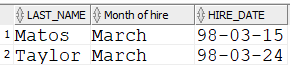 LAST_NAME Month of hire HIRE_DATE
1 Matos March 98-03-15
2 Taylor March 98-03-24